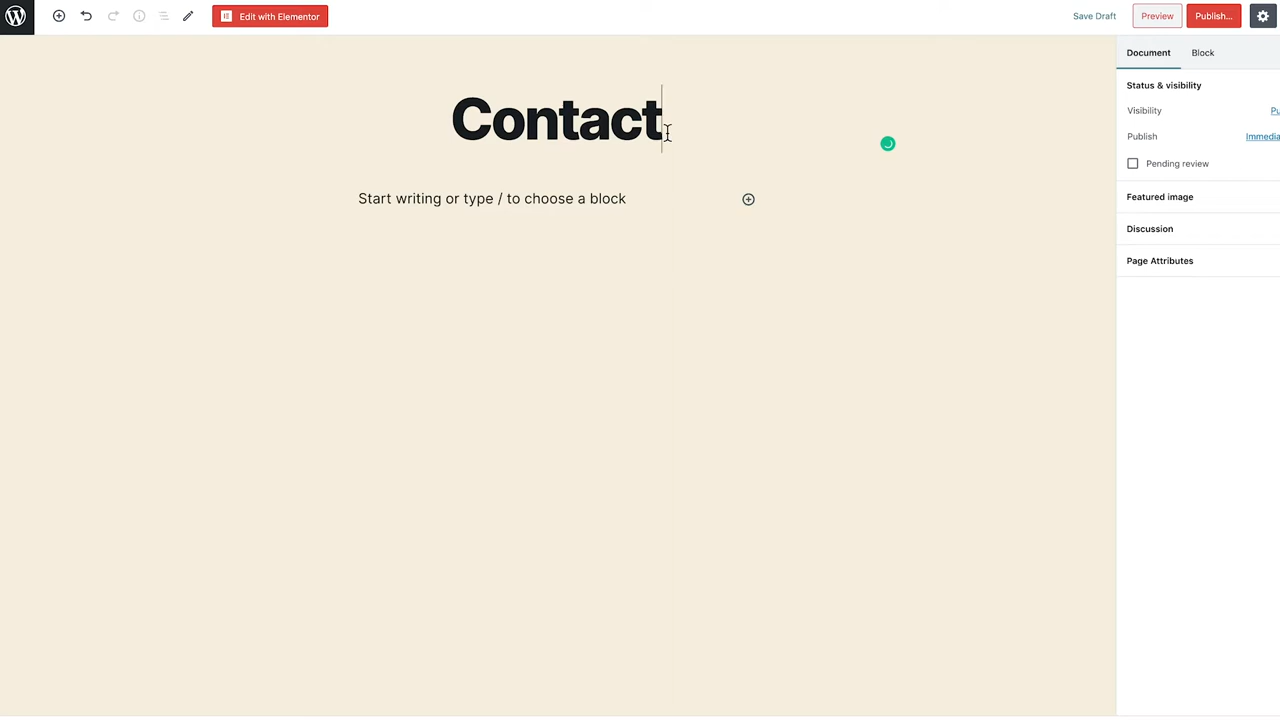 Edit with Elementor
Save Draft
Preview
Publish...
Document
Block
Contact
Status & visibility
Visibility
Pu
Publish
Immedia
Start writing or type / to choose a block
Pending review
Featured image
Discussion
Page Attributes